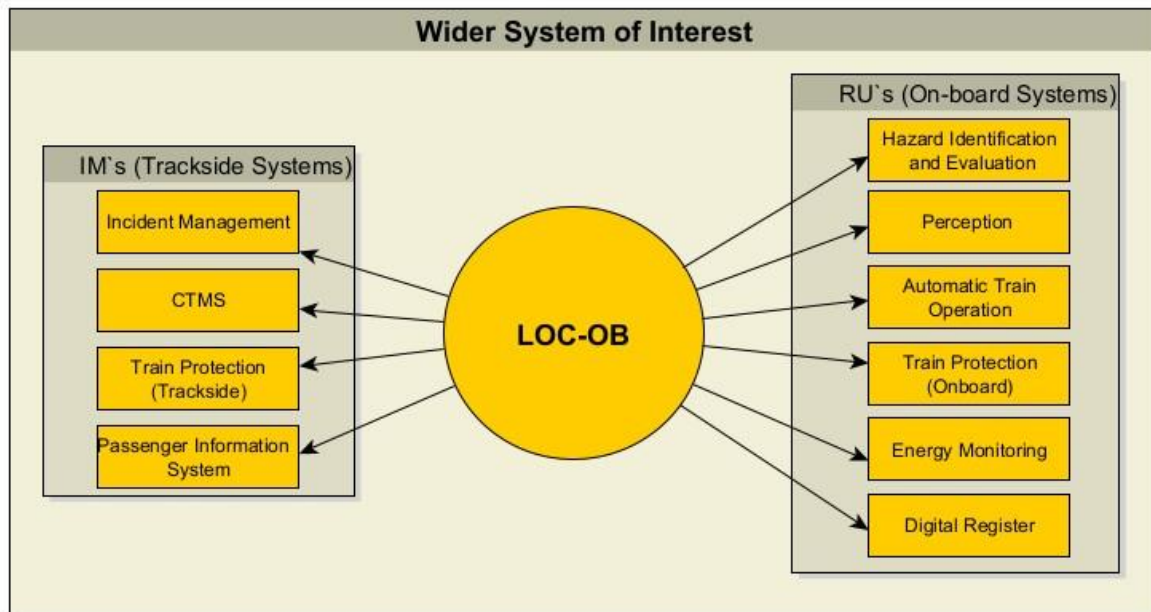 Wider System of Interest
IM`s (Trackside Systems)
Incident Management
CTMS
Train Protection
(Trackside)
Passenger Information
System
LOC-OB
RU`s (On-board Systems)
Hazard Identification
and Evaluation
Perception
Automatic Train
Operation
Train Protection
(Onboard)
Energy Monitoring
Digital Register